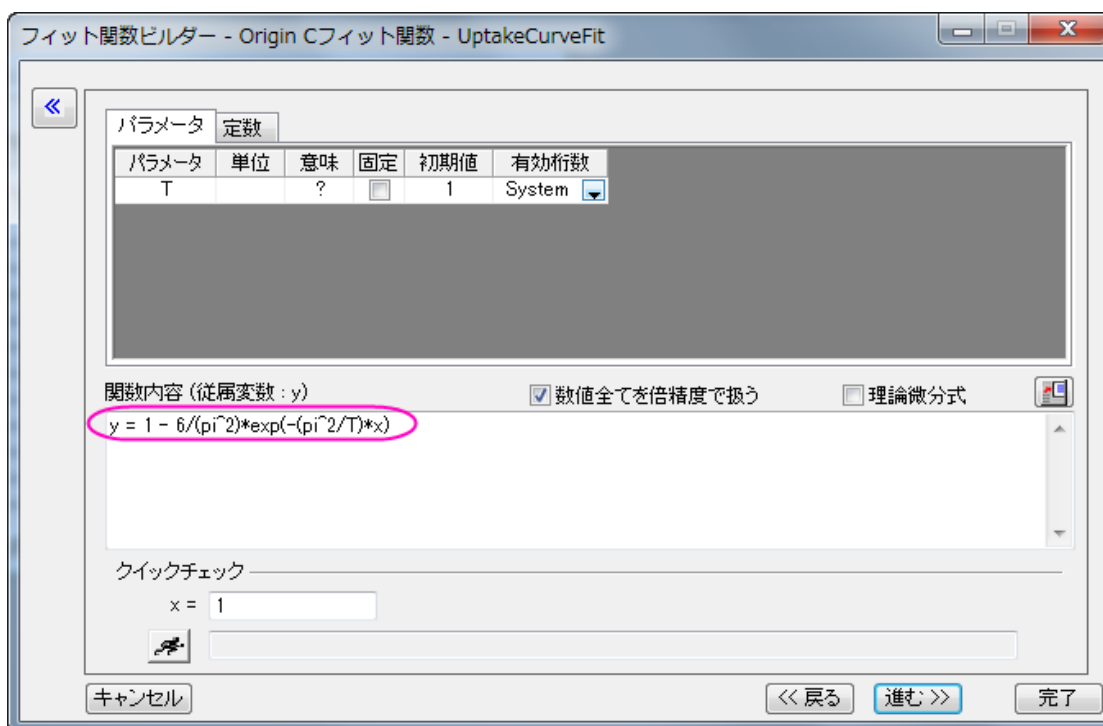 フィット関数ビルダー - Origin Cフィット関数 - UptakeCurveFit
パラメータ 定数
パラメータ 単位 意味 固定 初期値 有効桁数
T ? 1 System
関数内容 (従属変数 : y) 数値全てを倍精度で扱う 理論微分式
y = 1 - 6/(pi^2)*exp(-(pi^2/T)*x)
クイックチェック
x = 1
キャンセル << 戻る 進む >> 完了